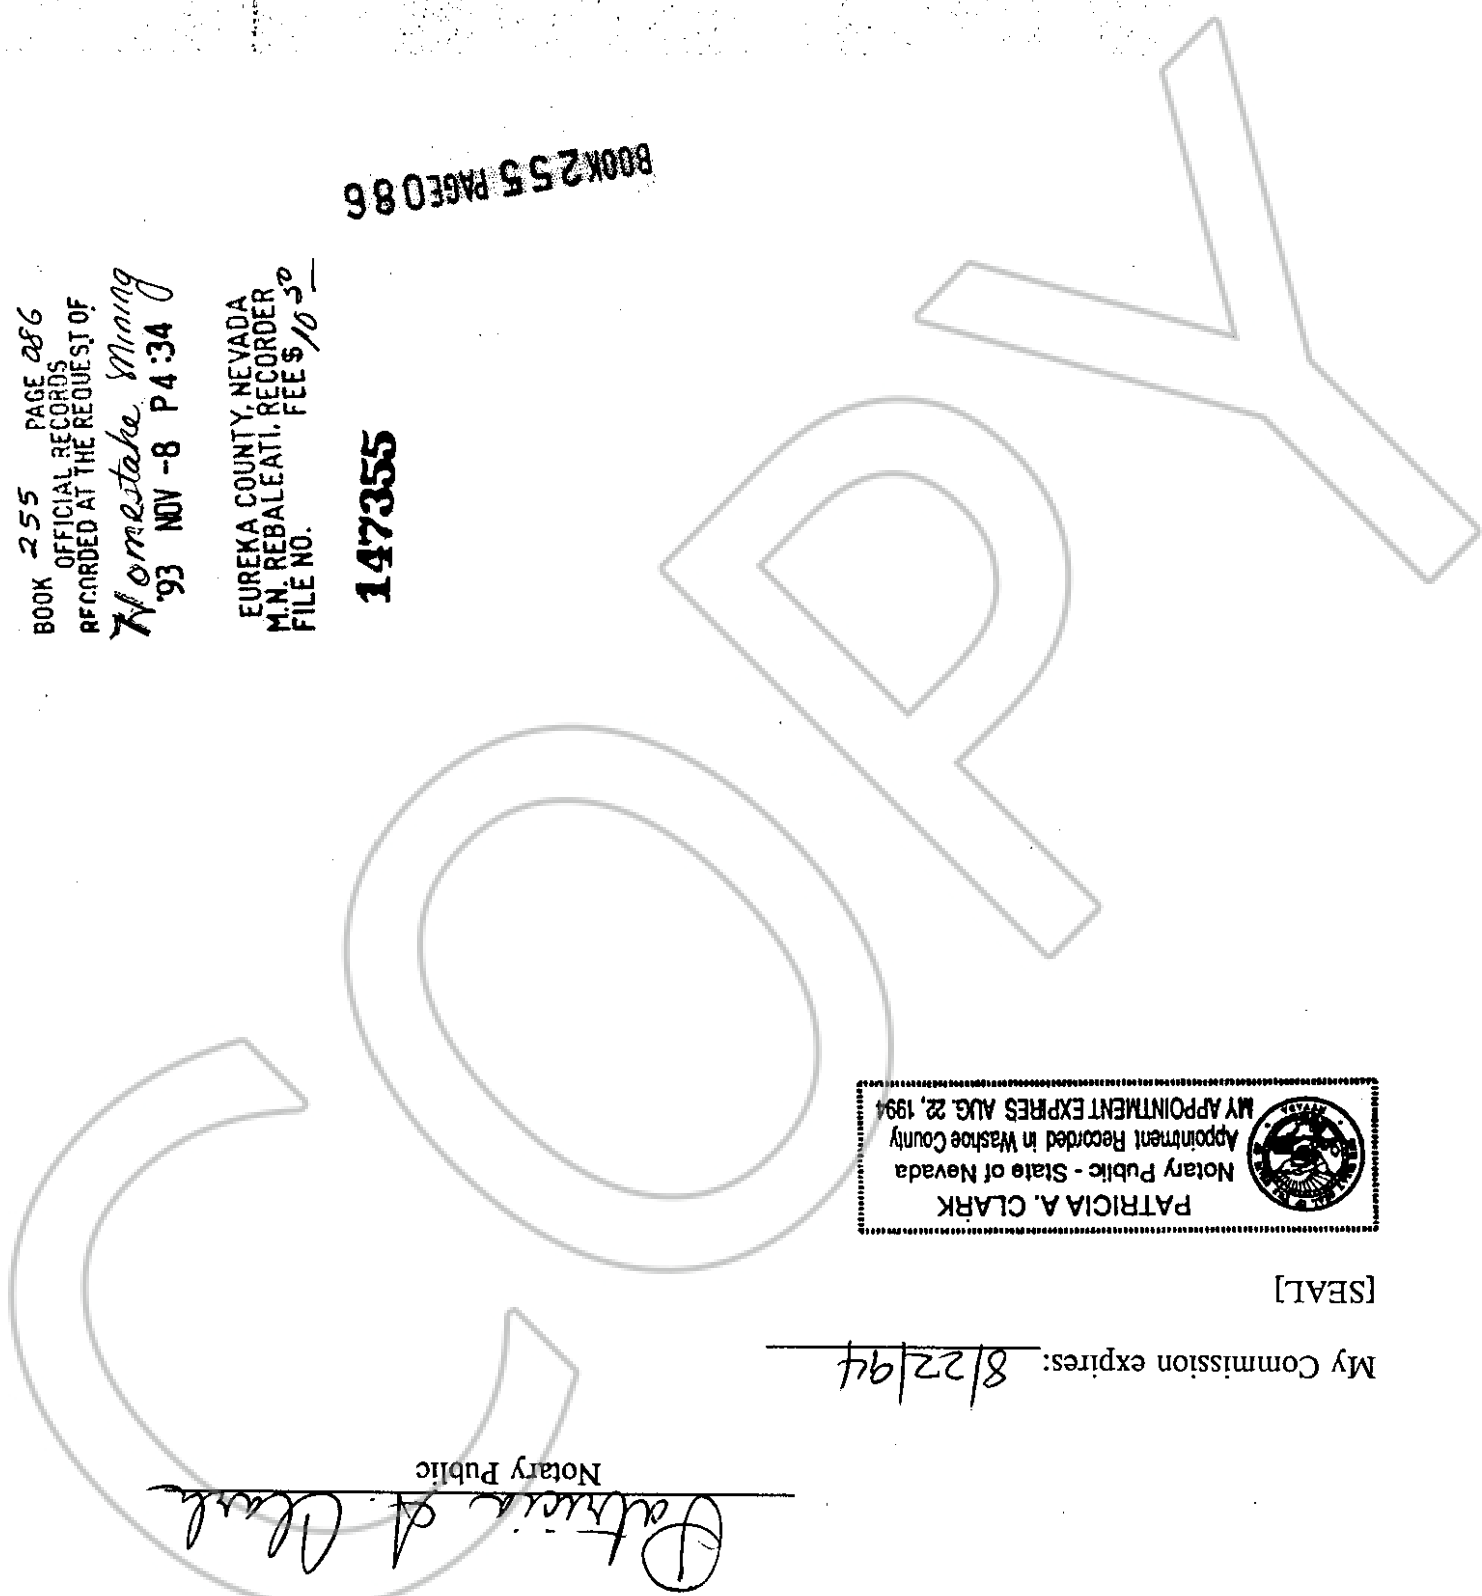 Patricia A. Clark
Notary Public
My Commission expires: 8/22/94
[SEAL]
PATRICIA A. CLARK
Notary Public - State of Nevada
Appointment Recorded in Washoe County
MY APPOINTMENT EXPIRES AUG. 22, 1994
NEVADA
BOOK 255 PAGE 086
OFFICIAL RECORDS
RECORDED AT THE REQUEST OF
Homestake Mining
'93 NOV -8 P4:34
EUREKA COUNTY, NEVADA
M.N. REBALEATI, RECORDER
FILE NO. FEE $ 10 50
147355
BOOK 255 PAGE 086
COPY